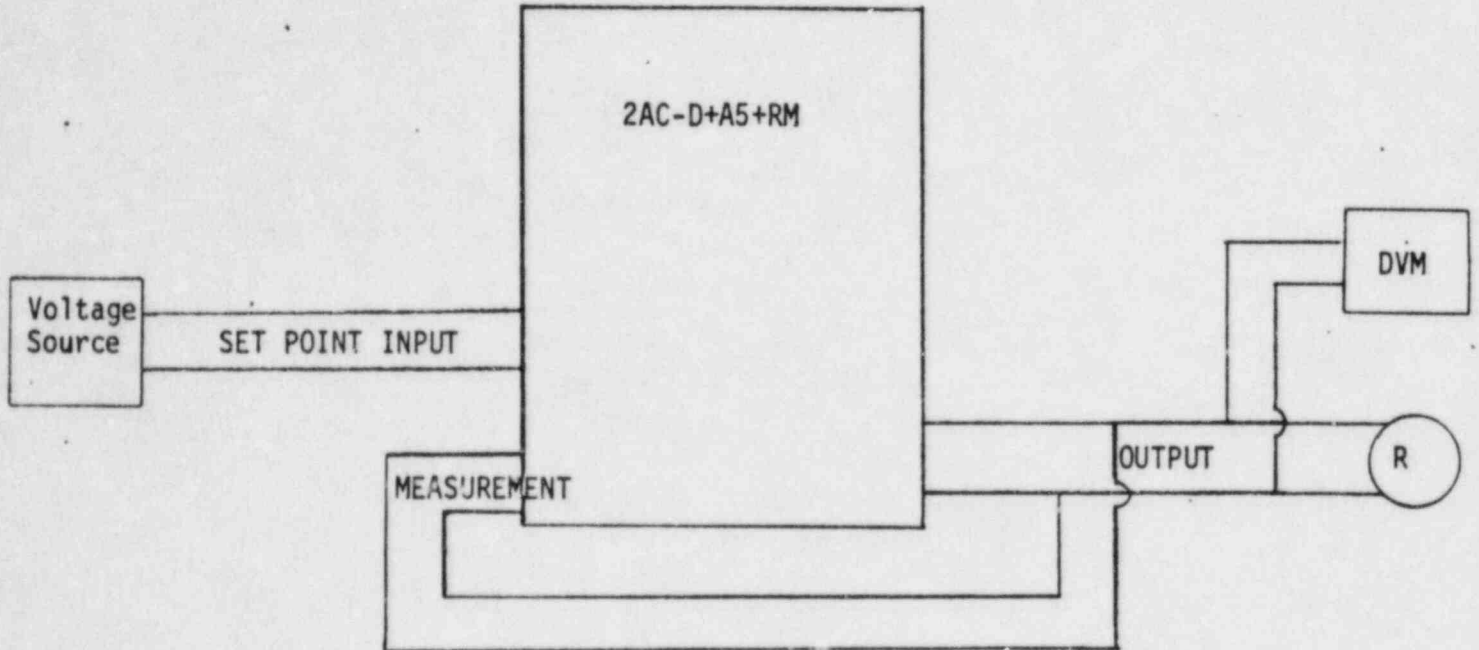 2AC-D+A5+RM
Voltage
Source
SET POINT INPUT
DVM
MEASUREMENT
OUTPUT
R